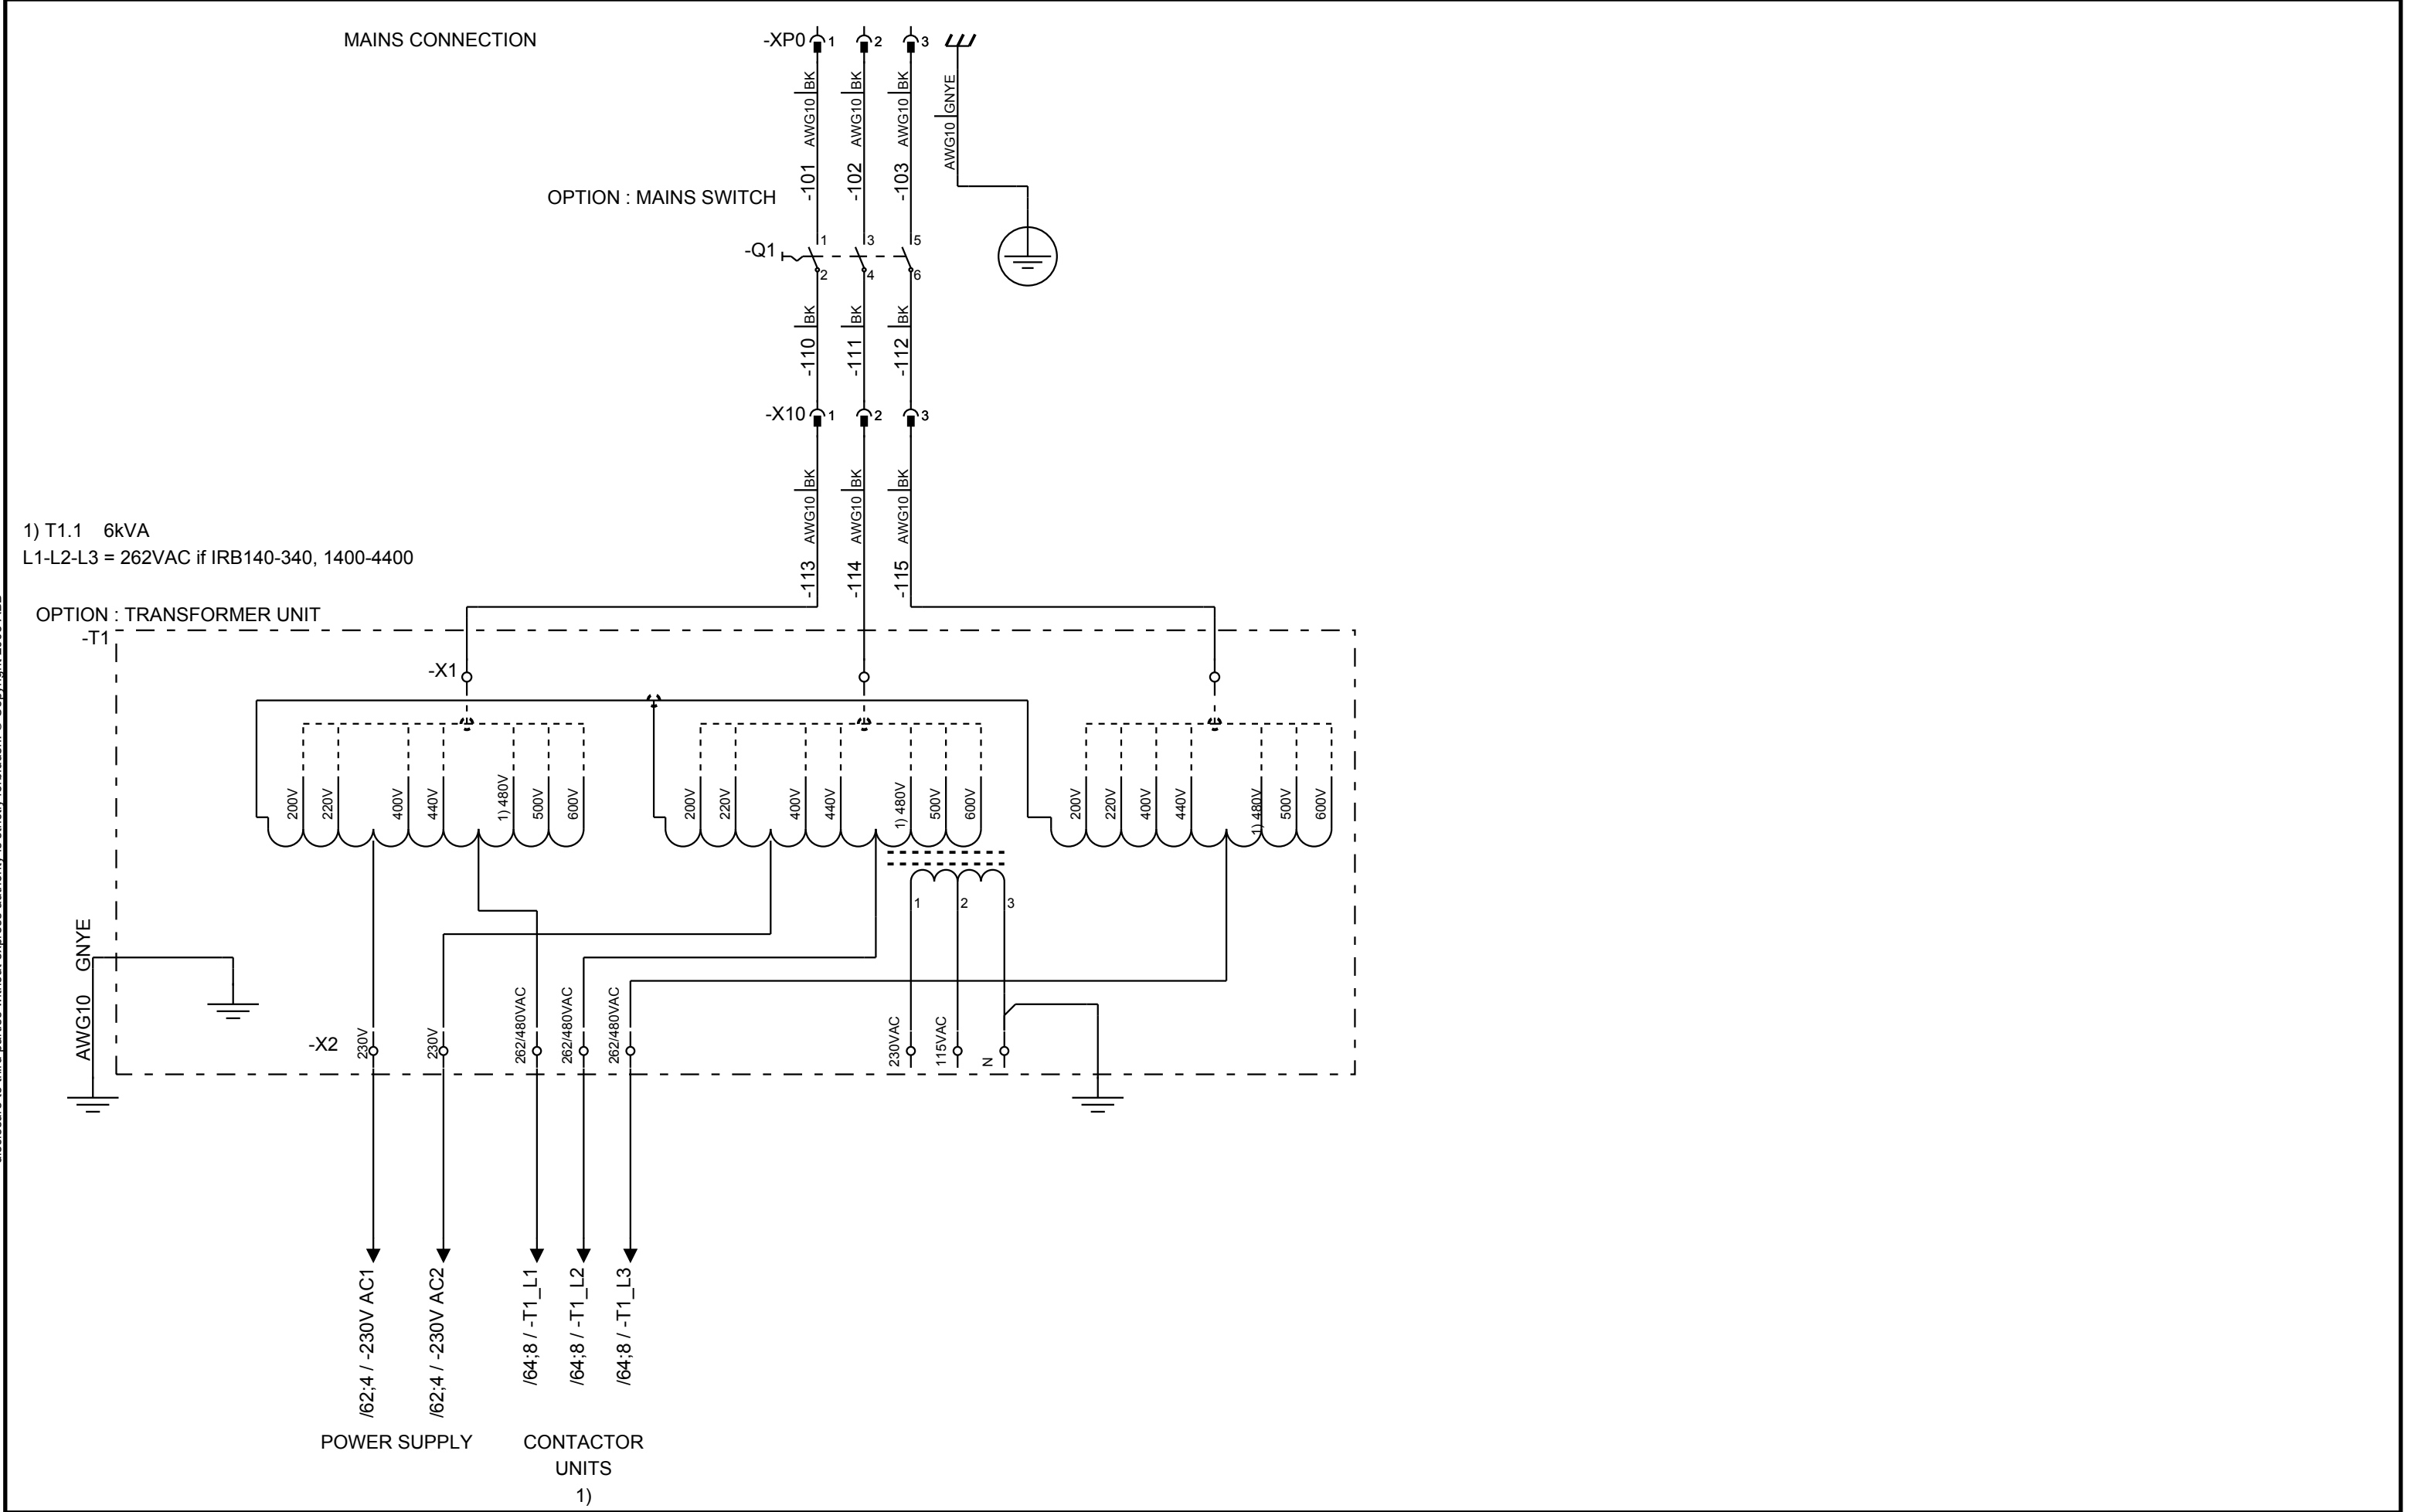 MAINS CONNECTION
-XP0 1 2 3
BK BK BK GNYE
AWG10 AWG10 AWG10 AWG10
-101 -102 -103
OPTION : MAINS SWITCH
1 3 5
-Q1
2 4 6
BK BK BK
-110 -111 -112
-X10 1 2 3
BK BK BK
AWG10 AWG10 AWG10
-113 -114 -115
1) T1.1 6kVA
L1-L2-L3 = 262VAC if IRB140-340, 1400-4400
OPTION : TRANSFORMER UNIT
-T1
-X1
200V 220V 400V 440V 1) 480V 500V 600V
200V 220V 400V 440V 1) 480V 500V 600V
200V 220V 400V 440V 1) 480V 500V 600V
1 2 3
AWG10 GNYE
-X2 230V 230V 262/480VAC 262/480VAC 262/480VAC 230VAC 115VAC N
/62;4 / -230V AC1
/62;4 / -230V AC2
/64;8 / -T1_L1
/64;8 / -T1_L2
/64;8 / -T1_L3
POWER SUPPLY
CONTACTOR
UNITS
1)